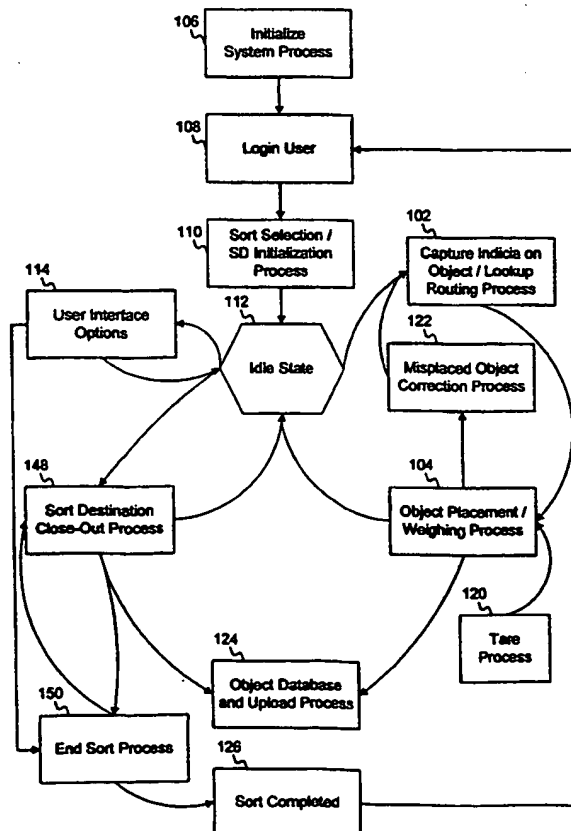 106
Initialize
System Process
108
Login User
110
Sort Selection /
SD Initialization
Process
102
Capture Indicia on
Object / Lookup
Routing Process
114
User Interface
Options
112
Idle State
122
Misplaced Object
Correction Process
148
Sort Destination
Close-Out Process
104
Object Placement /
Weighing Process
120
Tare
Process
124
Object Database
and Upload Process
150
End Sort Process
126
Sort Completed